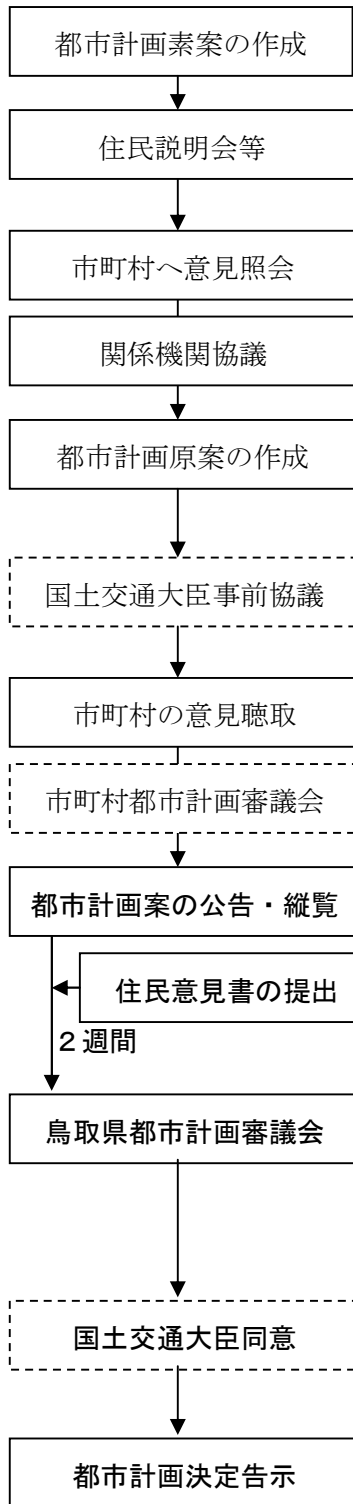 都市計画素案の作成
住民説明会等
市町村へ意見照会
関係機関協議
都市計画原案の作成
国土交通大臣事前協議
市町村の意見聴取
市町村都市計画審議会
都市計画案の公告・縦覧
住民意見書の提出
２週間
鳥取県都市計画審議会
国土交通大臣同意
都市計画決定告示